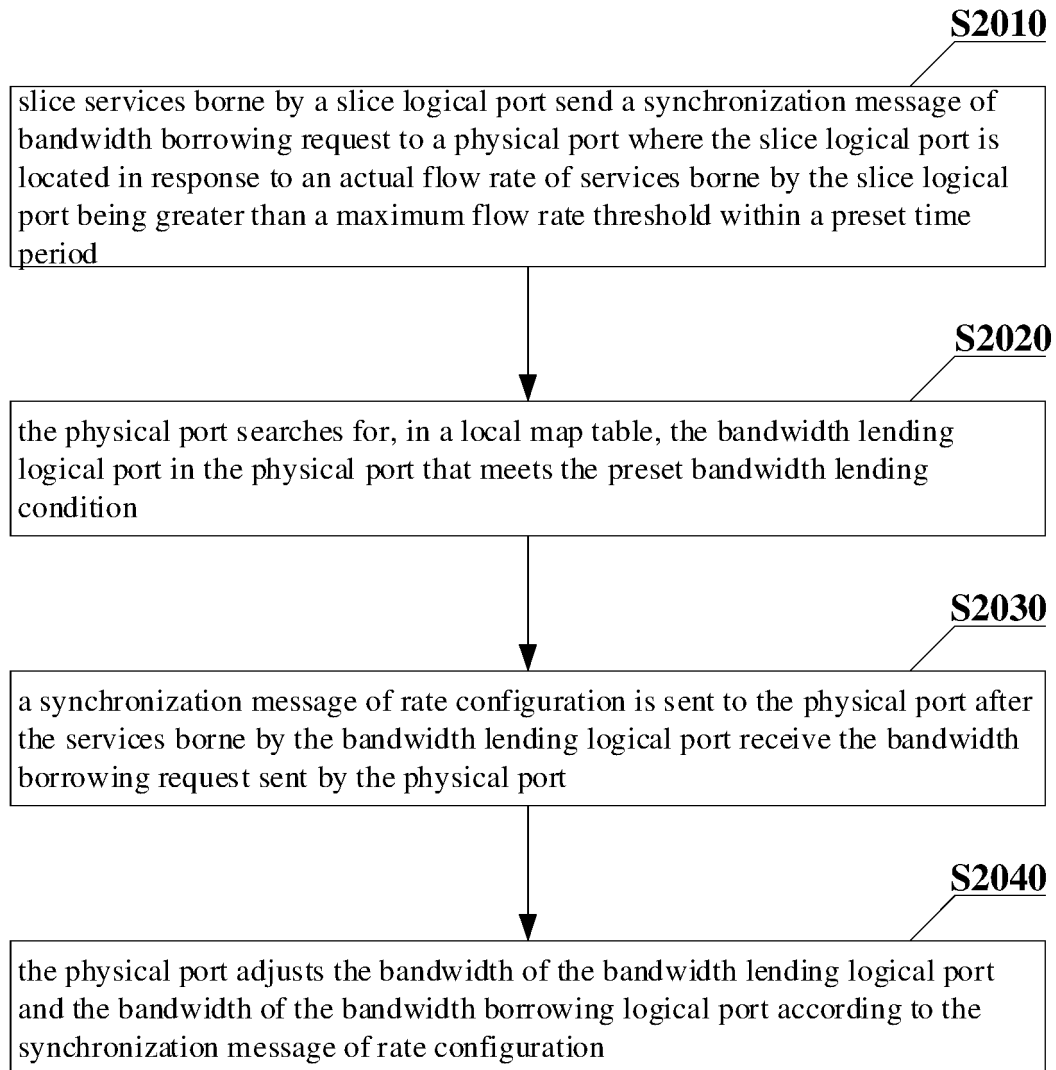 S2010
slice services borne by a slice logical port send a synchronization message of
bandwidth borrowing request to a physical port where the slice logical port is
located in response to an actual flow rate of services borne by the slice logical
port being greater than a maximum flow rate threshold within a preset time
period
S2020
the physical port searches for, in a local map table, the bandwidth lending
logical port in the physical port that meets the preset bandwidth lending
condition
S2030
a synchronization message of rate configuration is sent to the physical port after
the services borne by the bandwidth lending logical port receive the bandwidth
borrowing request sent by the physical port
S2040
the physical port adjusts the bandwidth of the bandwidth lending logical port
and the bandwidth of the bandwidth borrowing logical port according to the
synchronization message of rate configuration